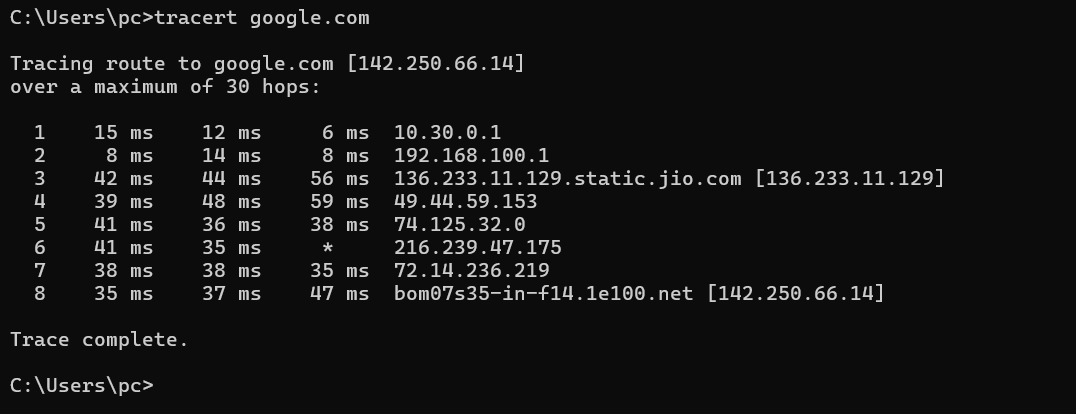 C:\Users\pc>tracert google.com
Tracing route to google.com [142.250.66.14]
over a maximum of 30 hops:
1 15 ms 12 ms 6 ms 10.30.0.1
2 8 ms 14 ms 8 ms 192.168.100.1
3 42 ms 44 ms 56 ms 136.233.11.129.static.jio.com [136.233.11.129]
4 39 ms 48 ms 59 ms 49.44.59.153
5 41 ms 36 ms 38 ms 74.125.32.0
6 41 ms 35 ms * 216.239.47.175
7 38 ms 38 ms 35 ms 72.14.236.219
8 35 ms 37 ms 47 ms bom07s35-in-f14.1e100.net [142.250.66.14]
Trace complete.
C:\Users\pc>